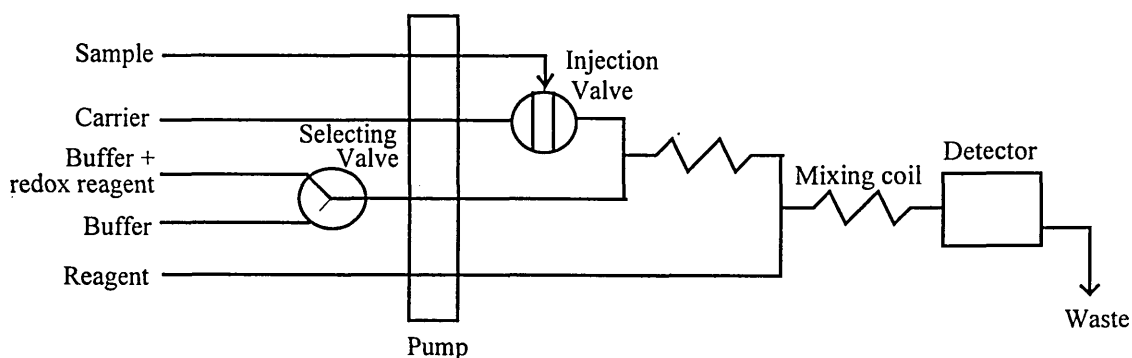 Sample
Injection
Valve
Carrier
Selecting
Valve
Buffer +
redox reagent
Buffer
Reagent
Mixing coil
Detector
Waste
Pump